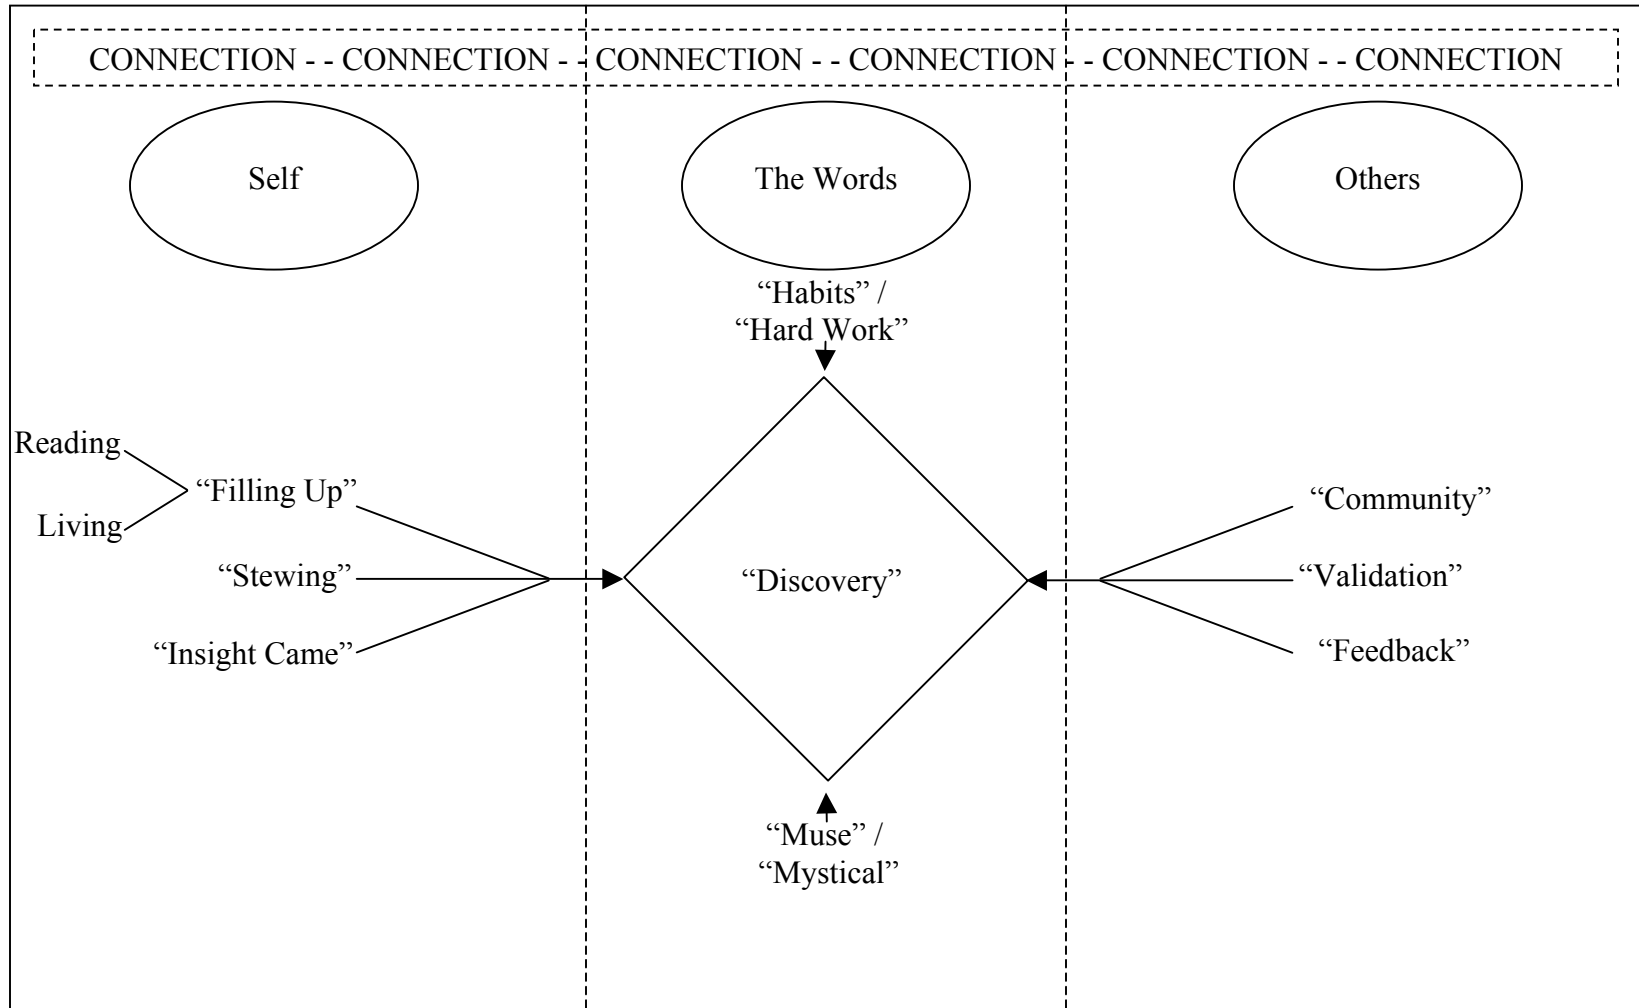 CONNECTION - - CONNECTION - - CONNECTION - - CONNECTION - - CONNECTION - - CONNECTION
Self
The Words
Others
“Habits” /
“Hard Work”
Reading
“Filling Up”
Living
“Stewing”
“Insight Came”
“Discovery”
“Community”
“Validation”
“Feedback”
“Muse” /
“Mystical”